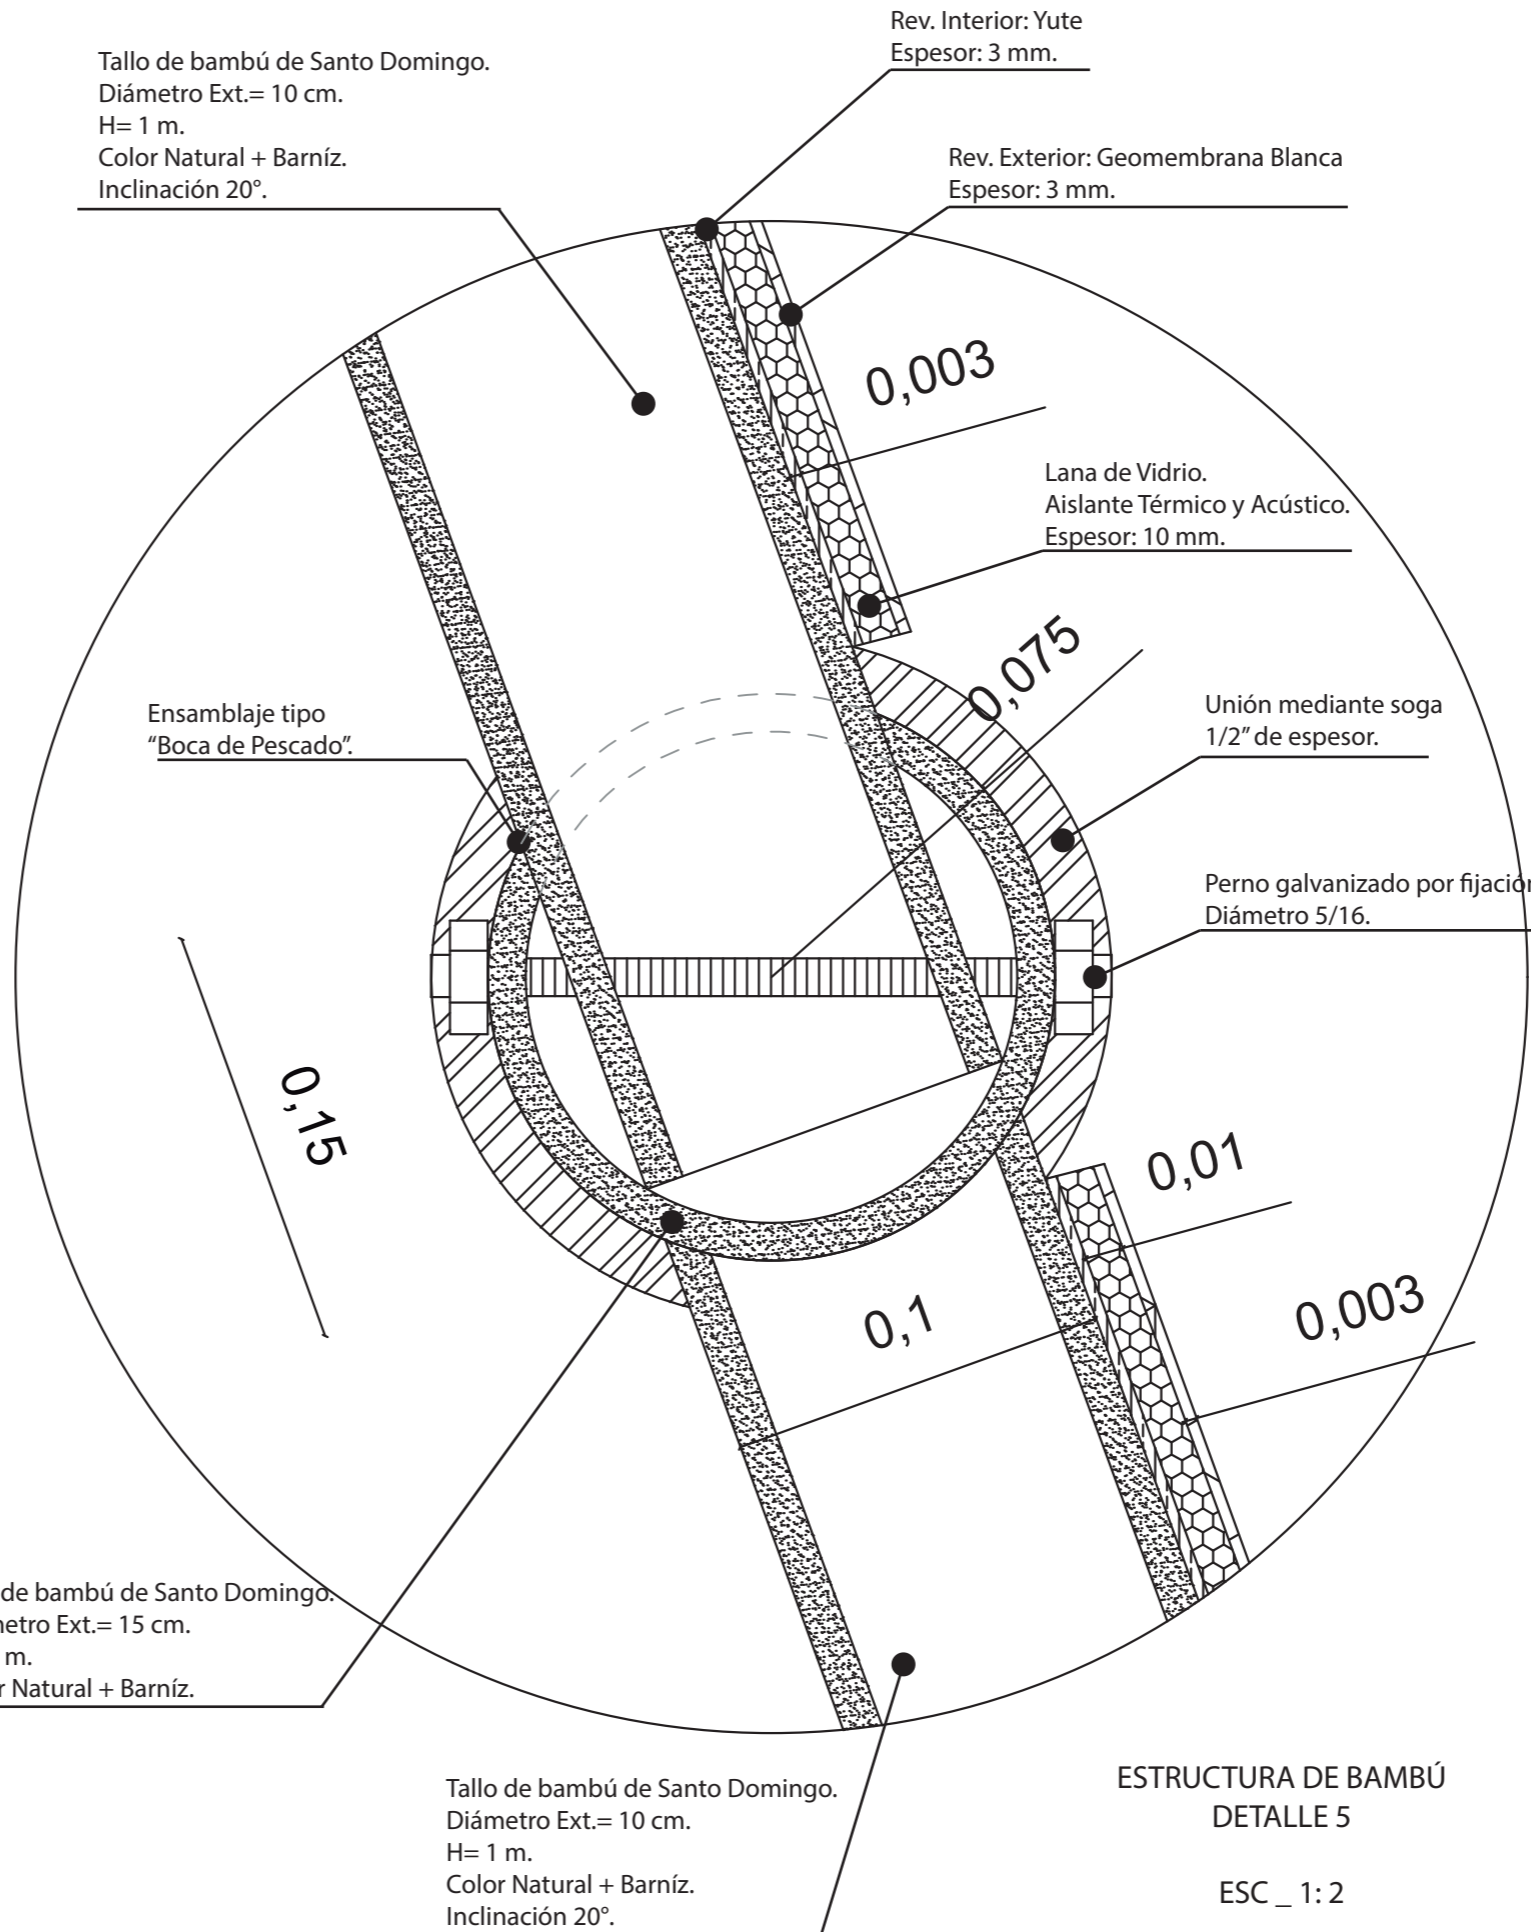 Rev. Interior: Yute
Espesor: 3 mm.
Tallo de bambú de Santo Domingo.
Diámetro Ext.= 10 cm.
H= 1 m.
Color Natural + Barníz.
Inclinación 20°.
Rev. Exterior: Geomembrana Blanca
Espesor: 3 mm.
0,003
Lana de Vidrio.
Aislante Térmico y Acústico.
Espesor: 10 mm.
0,075
Ensamblaje tipo
“Boca de Pescado”.
Unión mediante soga
1/2” de espesor.
Perno galvanizado por fijación
Diámetro 5/16.
0,15
0,01
0,1
0,003
de bambú de Santo Domingo.
metro Ext.= 15 cm.
m.
r Natural + Barníz.
Tallo de bambú de Santo Domingo.
Diámetro Ext.= 10 cm.
H= 1 m.
Color Natural + Barníz.
Inclinación 20°.
ESTRUCTURA DE BAMBÚ
DETALLE 5
ESC _ 1: 2